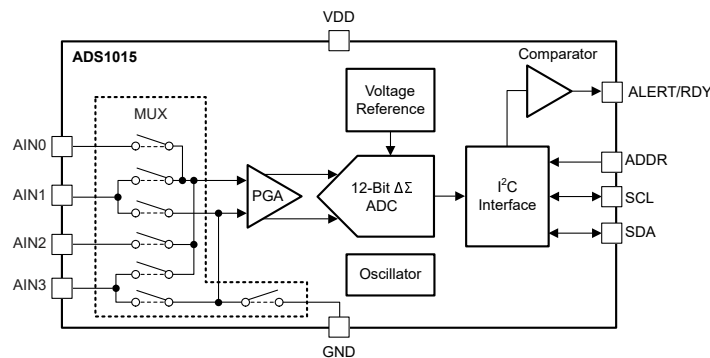 VDD
ADS1015
Comparator
Voltage
Reference
MUX
ALERT/RDY
AIN0
ADDR
AIN1
PGA
12-Bit ΔΣ
ADC
I²C
Interface
SCL
AIN2
SDA
Oscillator
AIN3
GND